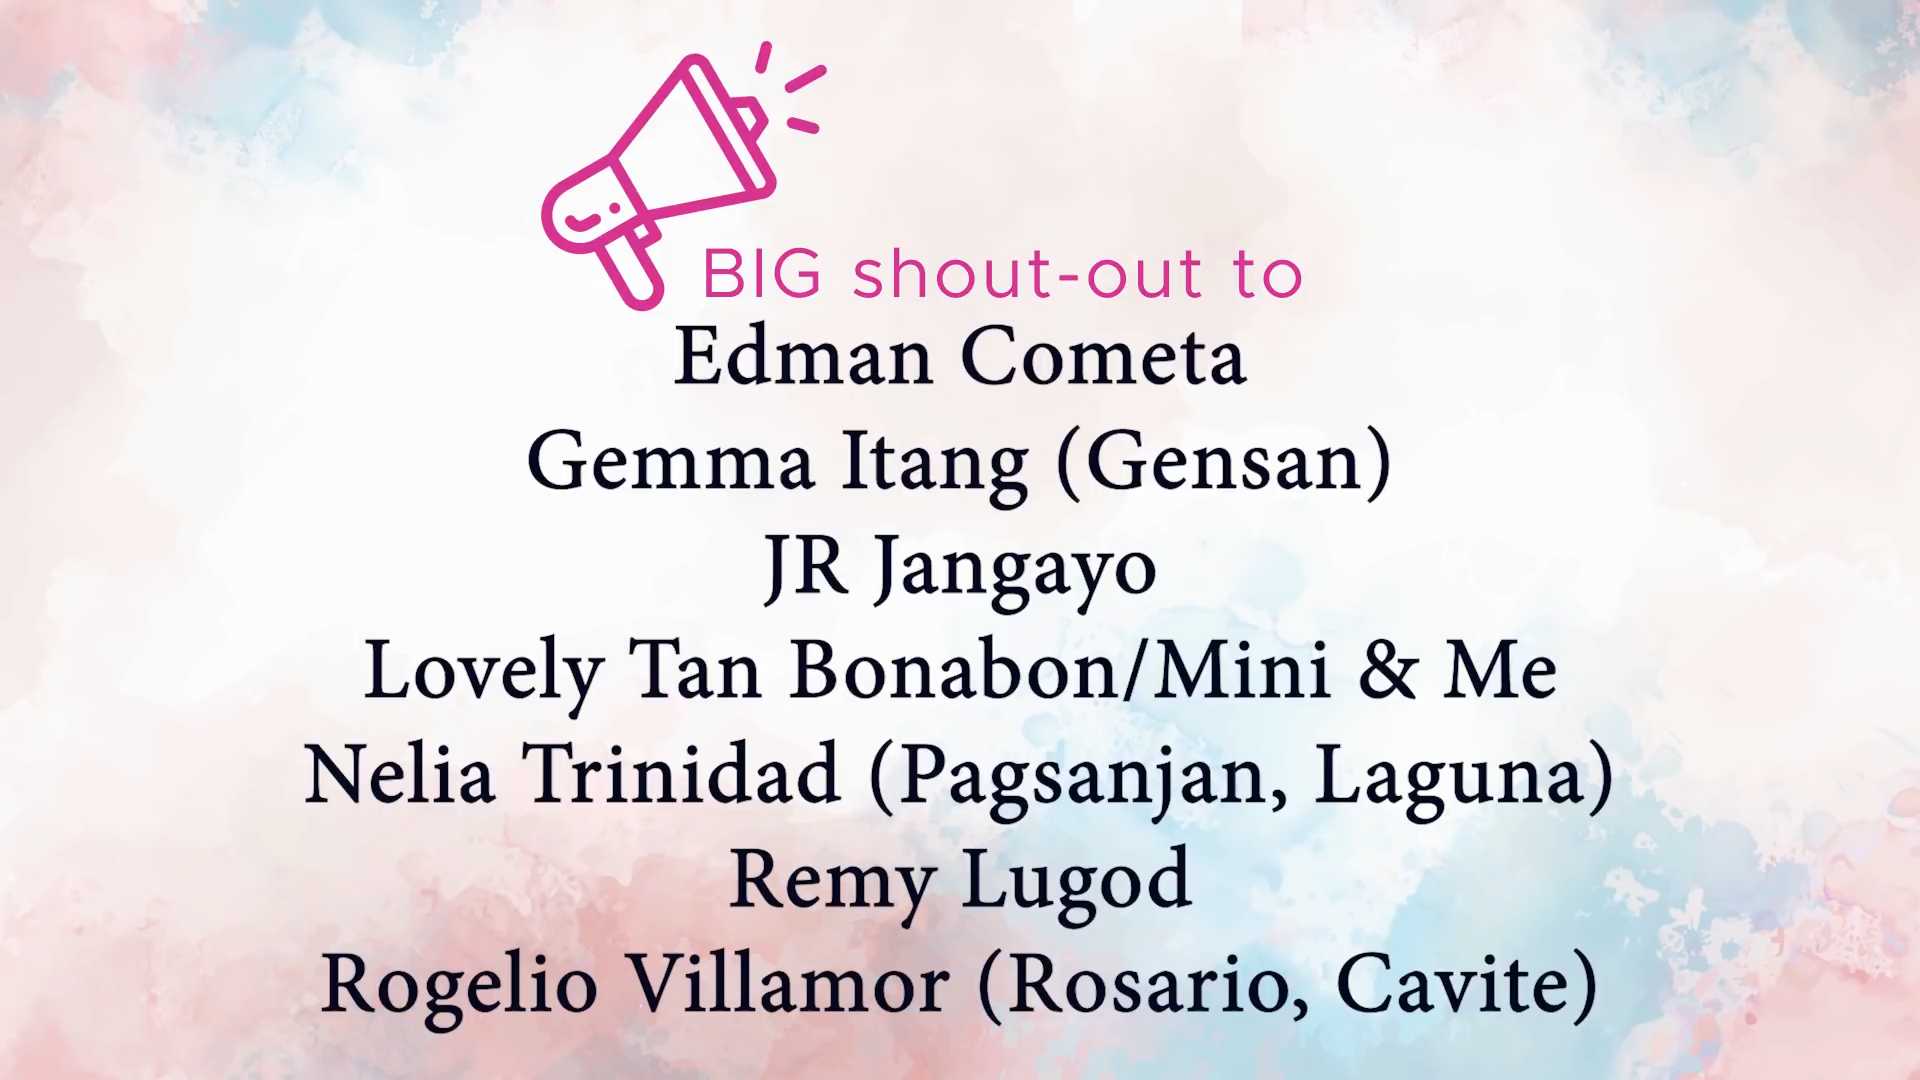 BIG shout-out to
Edman Cometa
Gemma Itang (Gensan)
JR Jangayo
Lovely Tan Bonabon/Mini & Me
Nelia Trinidad (Pagsanjan, Laguna)
Remy Lugod
Rogelio Villamor (Rosario, Cavite)